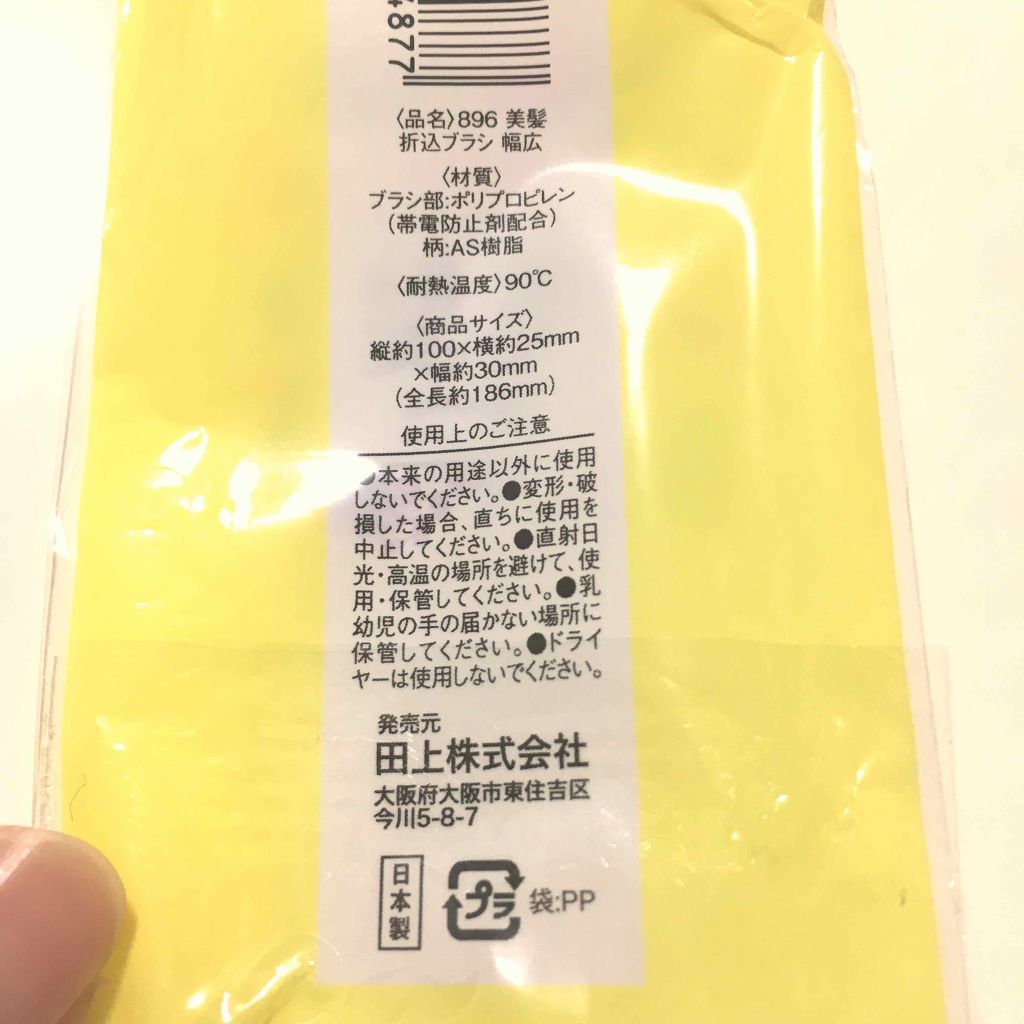 4877
〈品名〉896 美髪
折込ブラシ 幅広
〈材質〉
ブラシ部:ポリプロピレン
(帯電防止剤配合)
柄:AS樹脂
〈耐熱温度〉90℃
〈商品サイズ〉
縦約100×横約25mm
×幅約30mm
(全長約186mm)
使用上のご注意
●本来の用途以外に使用
しないでください。●変形・破
損した場合、直ちに使用を
中止してください。●直射日
光・高温の場所を避けて、使
用・保管してください。●乳
幼児の手の届かない場所に
保管してください。●ドライ
ヤーは使用しないでください。
発売元
田上株式会社
大阪府大阪市東住吉区
今川5-8-7
日本製
プラ 袋:PP